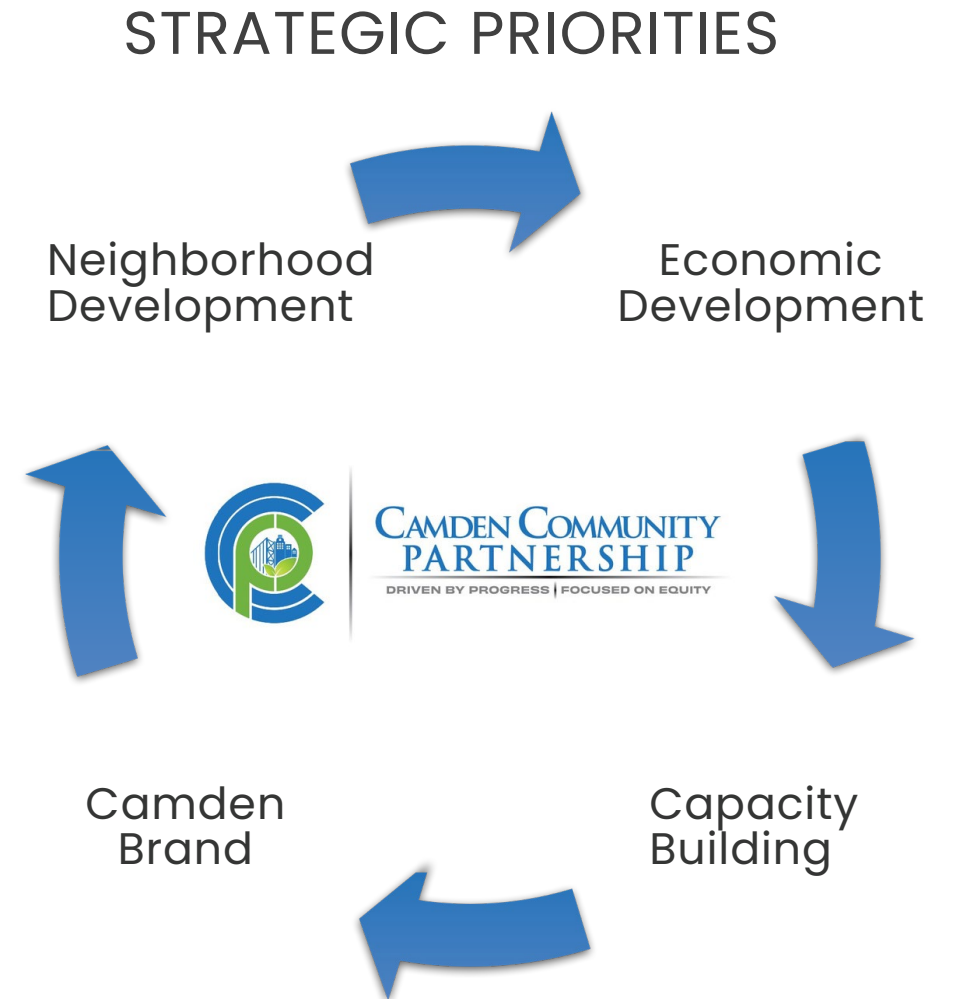 STRATEGIC PRIORITIES
Neighborhood
Development
Economic
Development
CAMDEN COMMUNITY
PARTNERSHIP
DRIVEN BY PROGRESS FOCUSED ON EQUITY
Camden
Brand
Capacity
Building